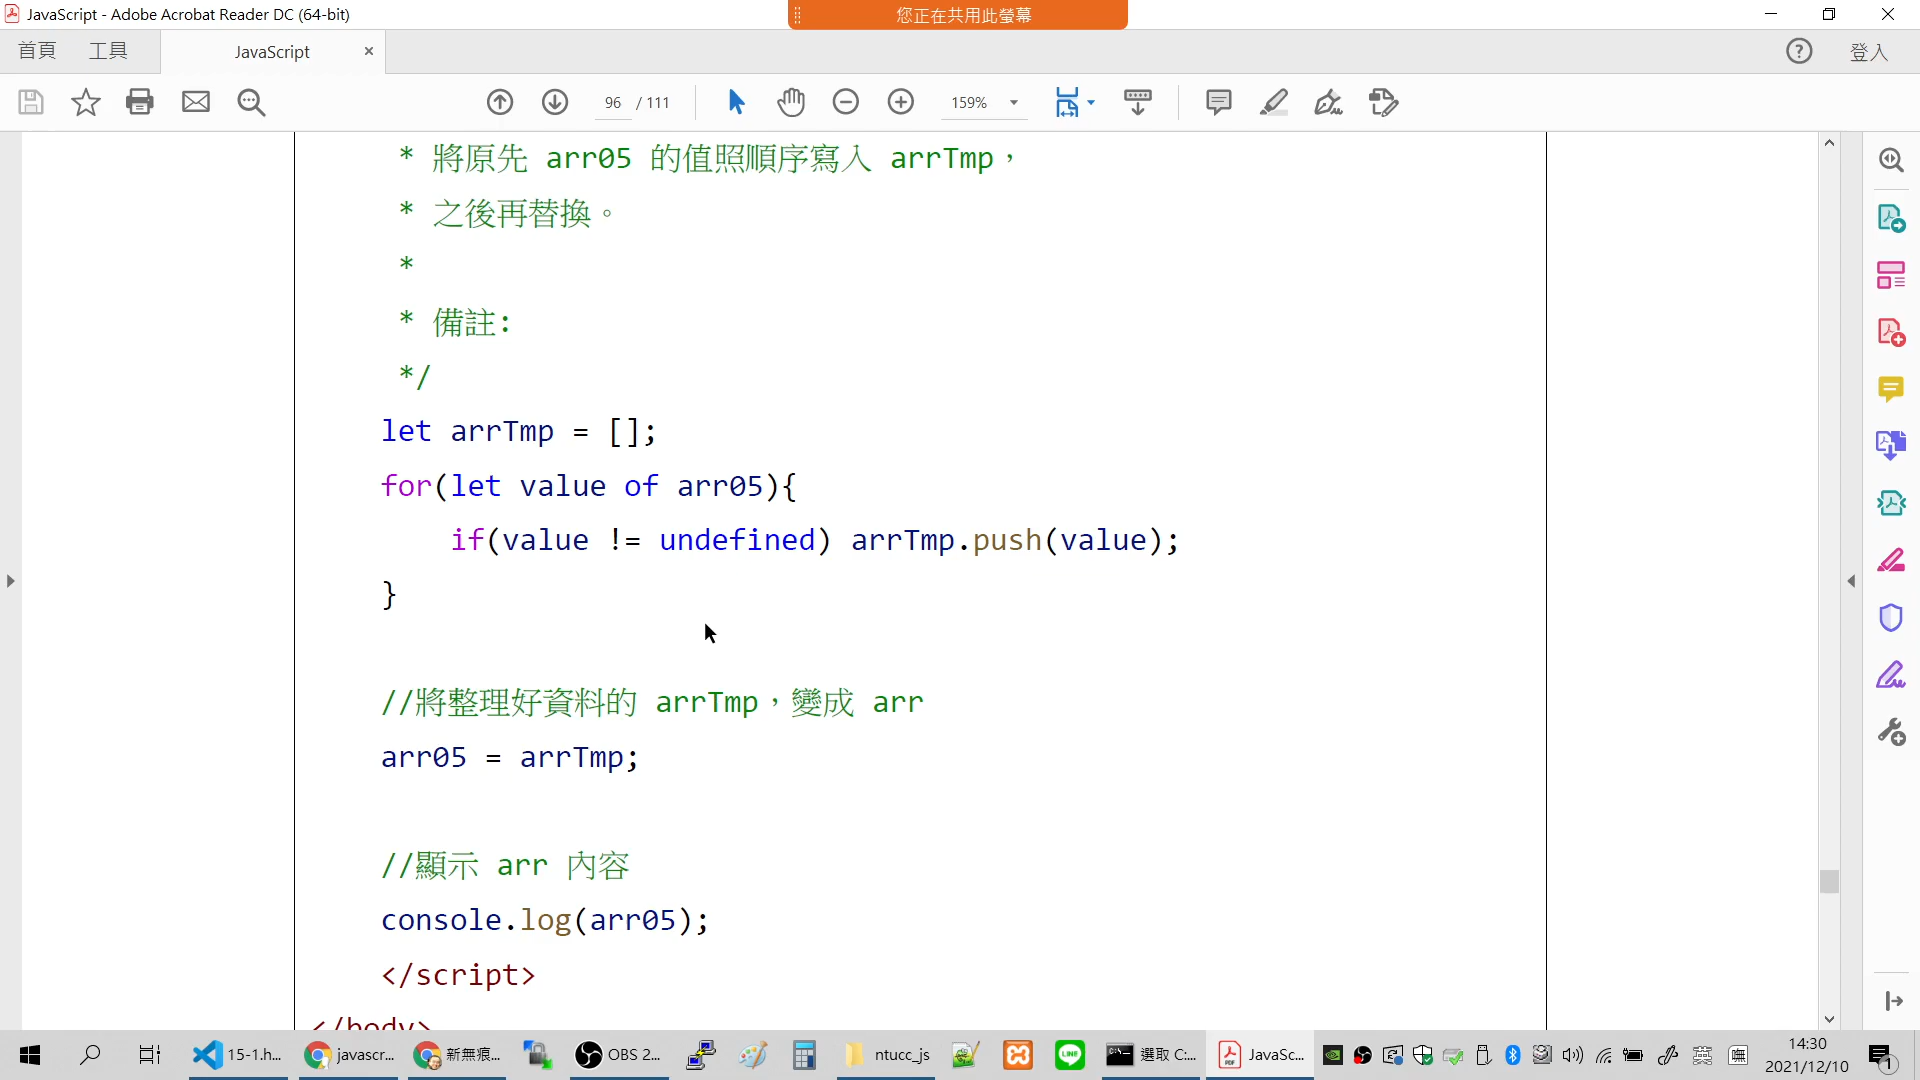 JavaScript - Adobe Acrobat Reader DC (64-bit)
您正在共用此螢幕
首頁 工具 JavaScript × 登入
96 / 111 159%
* 將原先 arr05 的值照順序寫入 arrTmp，
* 之後再替換。
*
* 備註:
*/
let arrTmp = [];
for(let value of arr05){
if(value != undefined) arrTmp.push(value);
}
//將整理好資料的 arrTmp，變成 arr
arr05 = arrTmp;
//顯示 arr 內容
console.log(arr05);
</script>
</body>
15-1.h... javascr... 新無痕... OBS 2... ntucc_js LINE 選取 C:... JavaSc... 英 14:30
2021/12/10 1